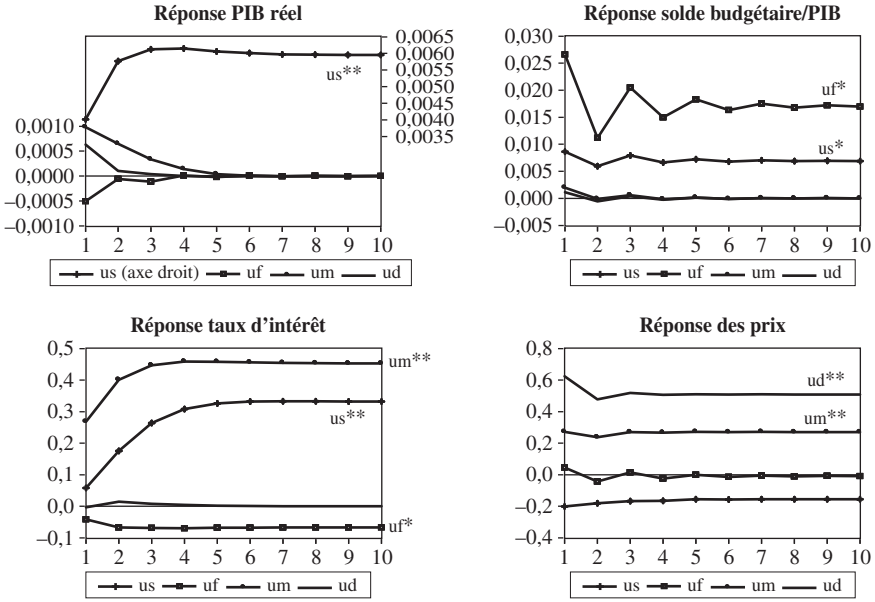 Réponse PIB réel
0,0065
0,0060
0,0055
0,0050
0,0045
0,0040
0,0035
us**
0,0010
0,0005
0,0000
–0,0005
–0,0010
1 2 3 4 5 6 7 8 9 10
us (axe droit) uf um ud
Réponse solde budgétaire/PIB
0,030
0,025
0,020
0,015
0,010
0,005
0,000
–0,005
uf*
us*
1 2 3 4 5 6 7 8 9 10
us uf um ud
Réponse taux d’intérêt
0,5
0,4
0,3
0,2
0,1
0,0
–0,1
um**
us**
uf*
1 2 3 4 5 6 7 8 9 10
us uf um ud
Réponse des prix
0,8
0,6
0,4
0,2
0,0
–0,2
–0,4
ud**
um**
1 2 3 4 5 6 7 8 9 10
us uf um ud